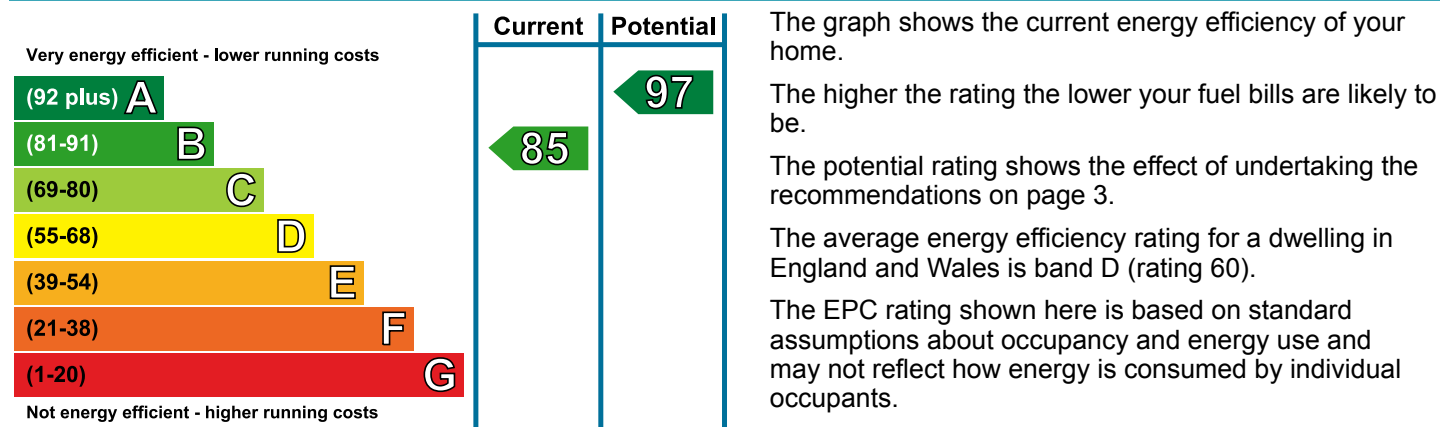 Current Potential
Very energy efficient - lower running costs
(92 plus) A
97
(81-91) B
85
(69-80) C
(55-68) D
(39-54) E
(21-38) F
(1-20) G
Not energy efficient - higher running costs
The graph shows the current energy efficiency of your
home.
The higher the rating the lower your fuel bills are likely to
be.
The potential rating shows the effect of undertaking the
recommendations on page 3.
The average energy efficiency rating for a dwelling in
England and Wales is band D (rating 60).
The EPC rating shown here is based on standard
assumptions about occupancy and energy use and
may not reflect how energy is consumed by individual
occupants.